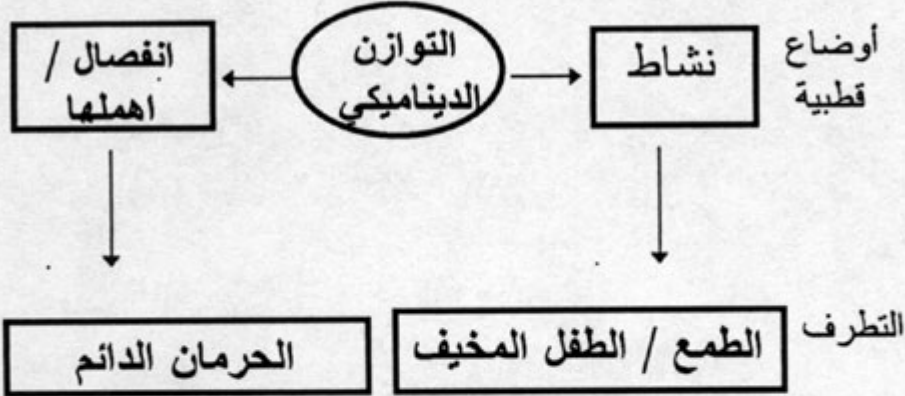 أوضاع
قطبية
نشاط
التوازن
الديناميكي
انفصال /
اهملها
التطرف
الطمع / الطفل المخيف
الحرمان الدائم